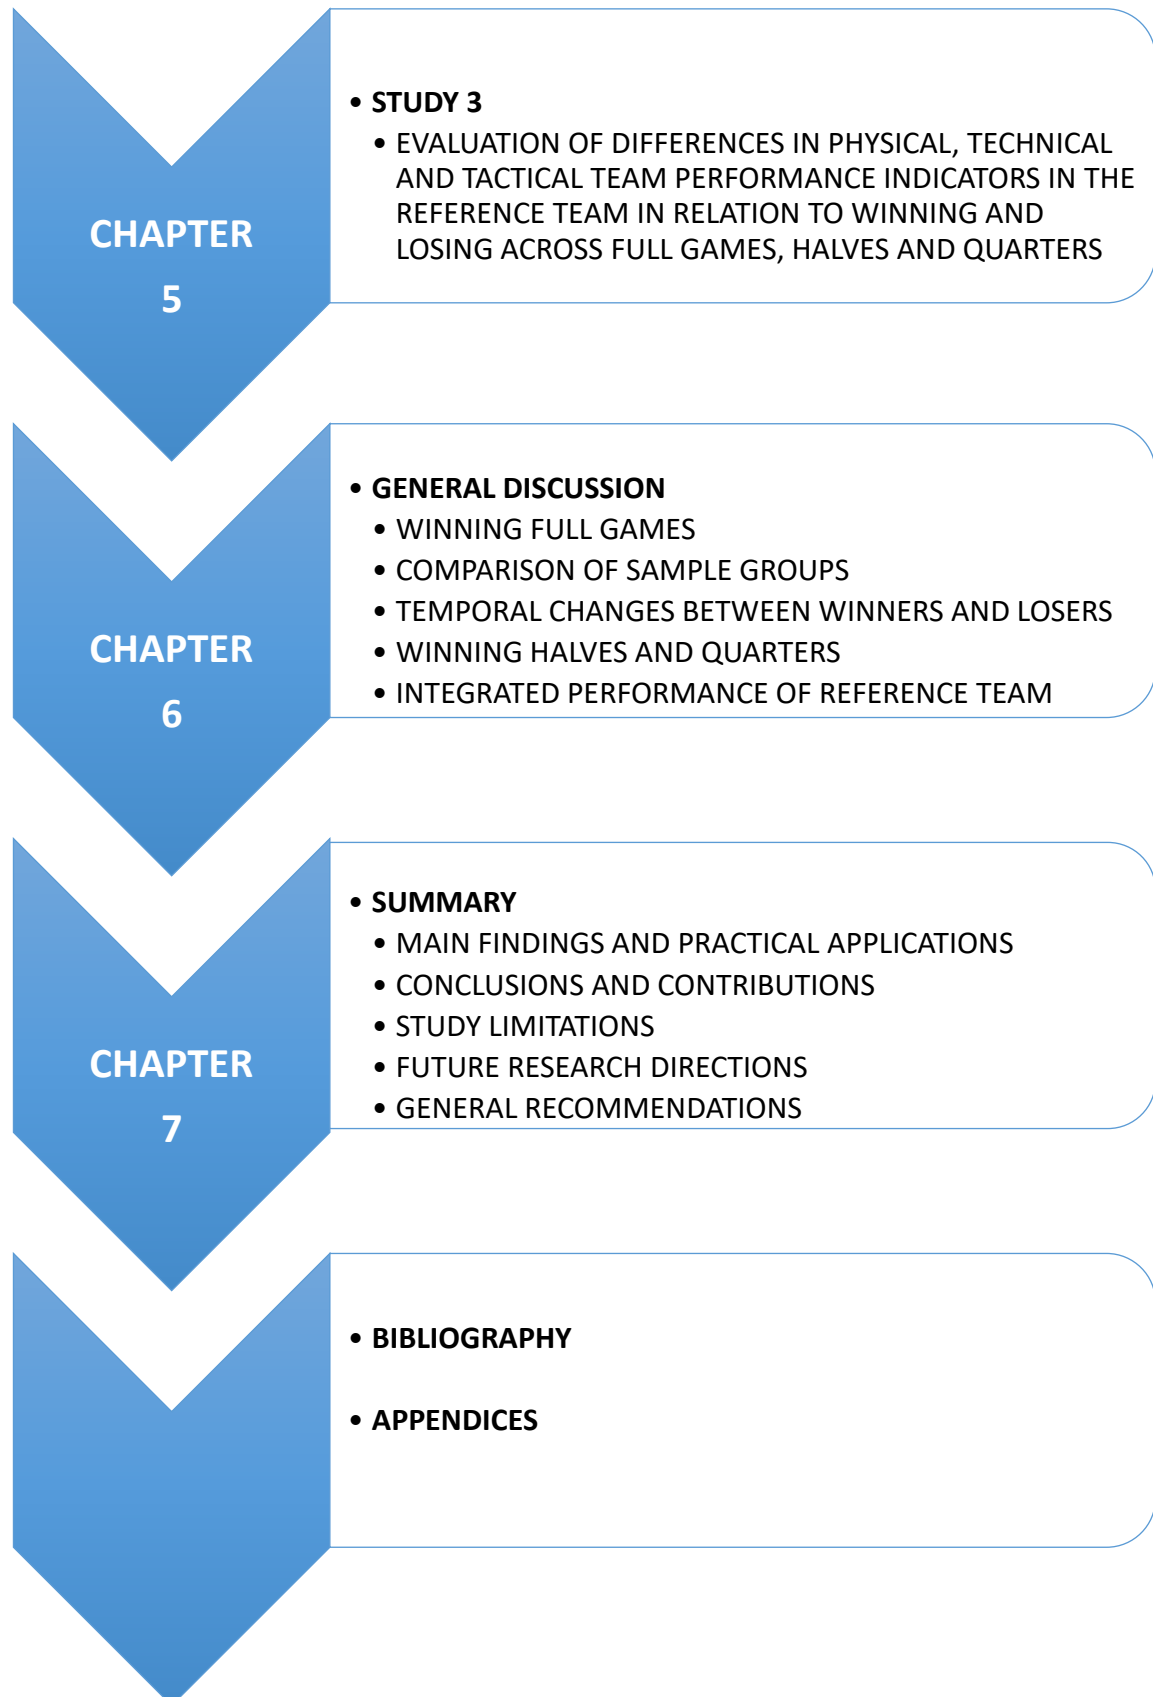 CHAPTER
5
• STUDY 3
• EVALUATION OF DIFFERENCES IN PHYSICAL, TECHNICAL
AND TACTICAL TEAM PERFORMANCE INDICATORS IN THE
REFERENCE TEAM IN RELATION TO WINNING AND
LOSING ACROSS FULL GAMES, HALVES AND QUARTERS
CHAPTER
6
• GENERAL DISCUSSION
• WINNING FULL GAMES
• COMPARISON OF SAMPLE GROUPS
• TEMPORAL CHANGES BETWEEN WINNERS AND LOSERS
• WINNING HALVES AND QUARTERS
• INTEGRATED PERFORMANCE OF REFERENCE TEAM
CHAPTER
7
• SUMMARY
• MAIN FINDINGS AND PRACTICAL APPLICATIONS
• CONCLUSIONS AND CONTRIBUTIONS
• STUDY LIMITATIONS
• FUTURE RESEARCH DIRECTIONS
• GENERAL RECOMMENDATIONS
• BIBLIOGRAPHY
• APPENDICES